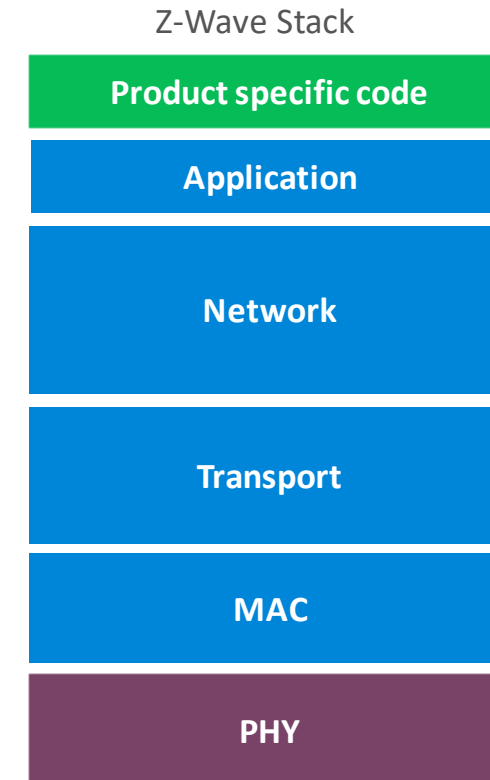 Z-Wave Stack
Product specific code
Application
Network
Transport
MAC
PHY